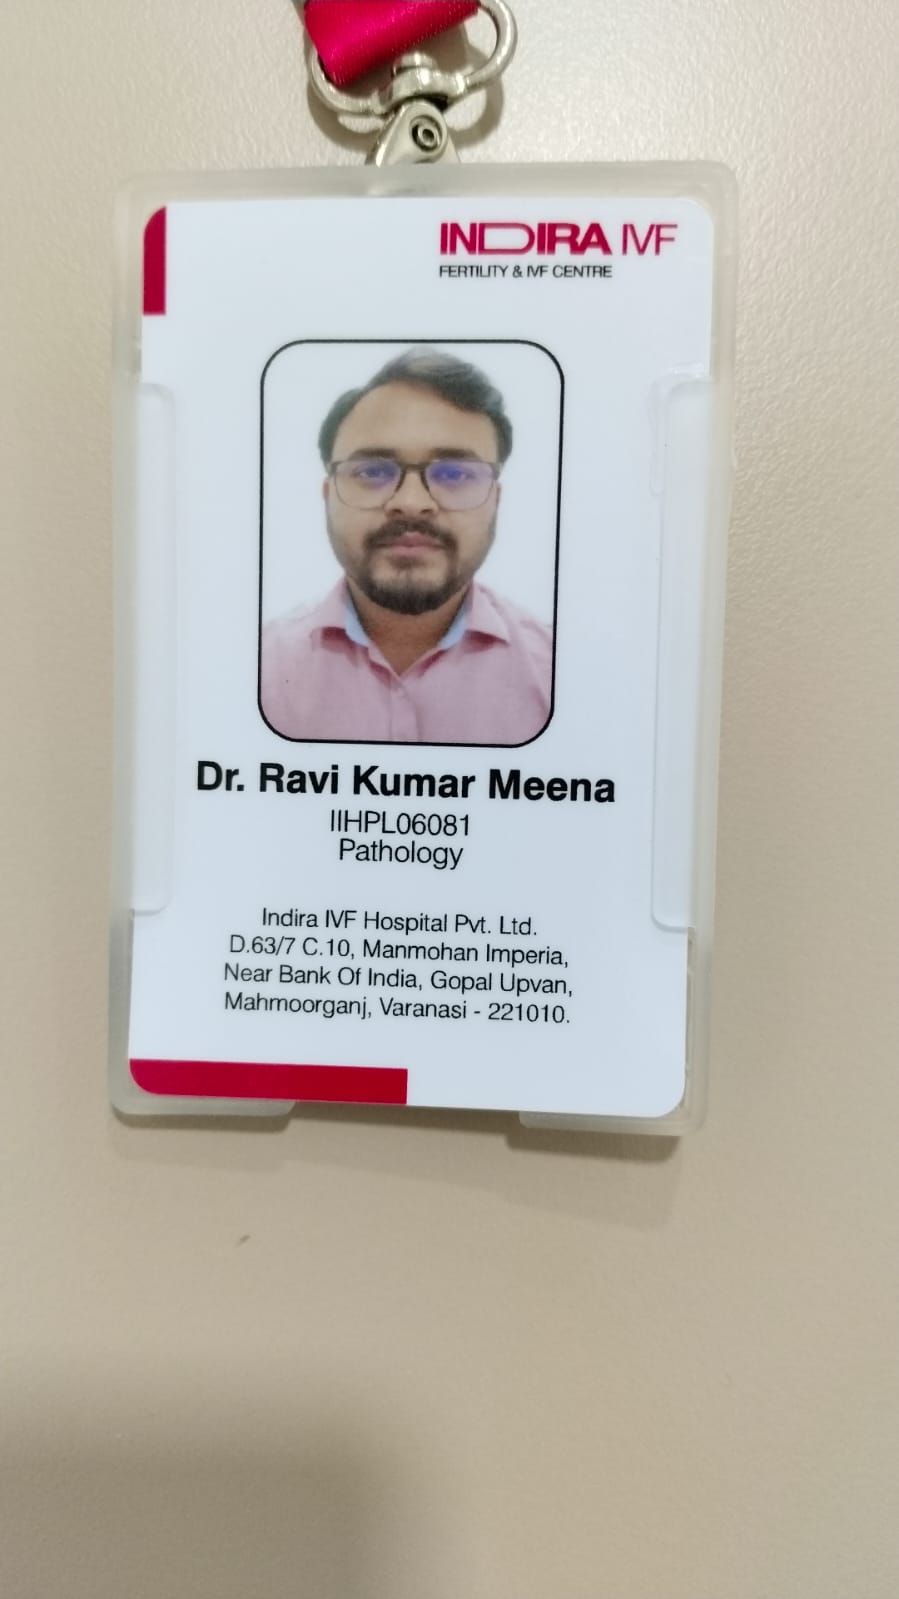 INDIRA IVF
FERTILITY & IVF CENTRE
Dr. Ravi Kumar Meena
IIHPL06081
Pathology
Indira IVF Hospital Pvt. Ltd.
D.63/7 C.10, Manmohan Imperia,
Near Bank Of India, Gopal Upvan,
Mahmoorganj, Varanasi - 221010.